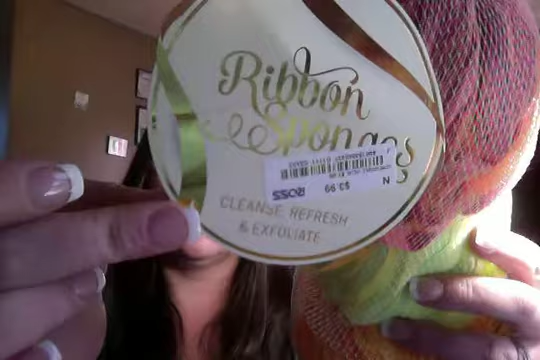 Ribbon
Sponges
N $3.99
ROSS
CLEANSE, REFRESH
& EXFOLIATE